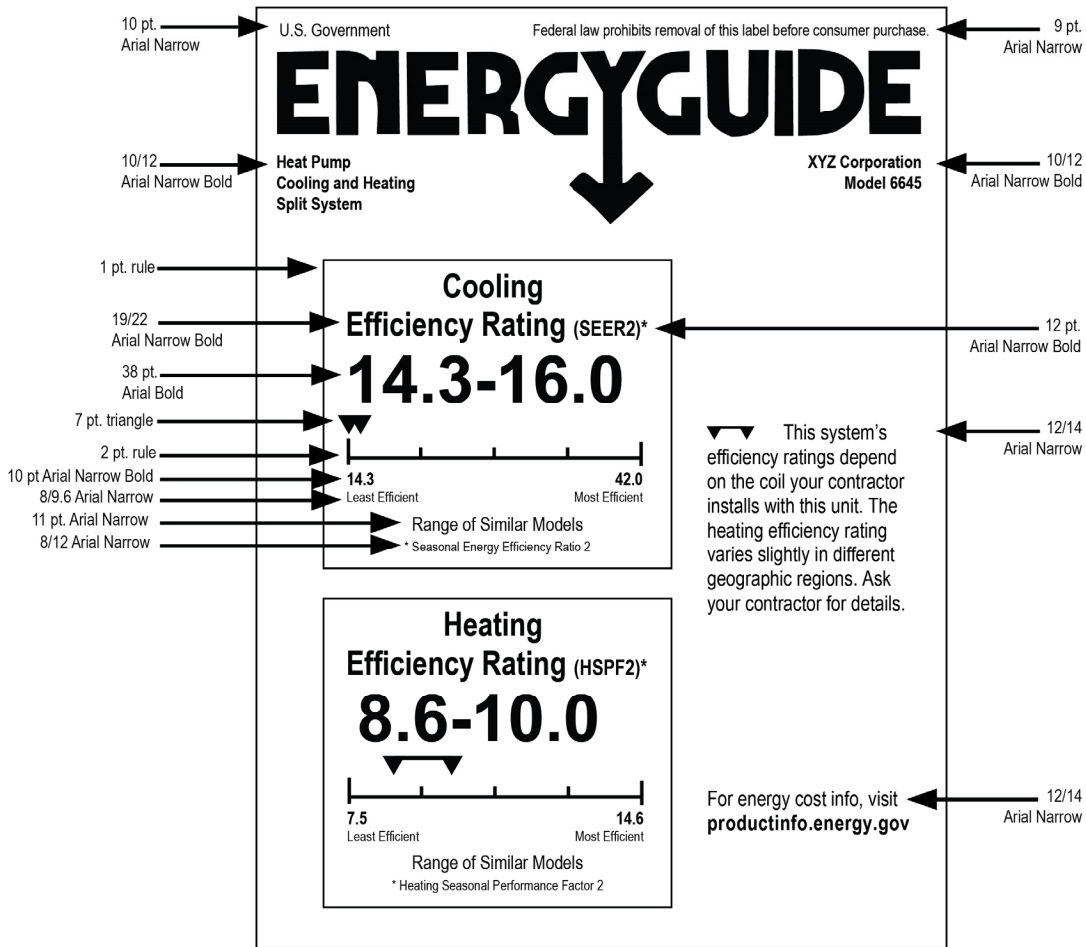 10 pt.
Arial Narrow
U.S. Government
Federal law prohibits removal of this label before consumer purchase.
9 pt.
Arial Narrow
ENERGYGUIDE
10/12
Arial Narrow Bold
Heat Pump
Cooling and Heating
Split System
XYZ Corporation
Model 6645
10/12
Arial Narrow Bold
1 pt. rule
Cooling
19/22
Arial Narrow Bold
Efficiency Rating (SEER2)*
12 pt.
Arial Narrow Bold
38 pt.
Arial Bold
14.3-16.0
7 pt. triangle
2 pt. rule
10 pt Arial Narrow Bold
14.3
42.0
8/9.6 Arial Narrow
Least Efficient
Most Efficient
11 pt. Arial Narrow
Range of Similar Models
8/12 Arial Narrow
* Seasonal Energy Efficiency Ratio 2
This system's
efficiency ratings depend
on the coil your contractor
installs with this unit. The
heating efficiency rating
varies slightly in different
geographic regions. Ask
your contractor for details.
12/14
Arial Narrow
Heating
Efficiency Rating (HSPF2)*
8.6-10.0
7.5
14.6
Least Efficient
Most Efficient
Range of Similar Models
* Heating Seasonal Performance Factor 2
For energy cost info, visit
productinfo.energy.gov
12/14
Arial Narrow